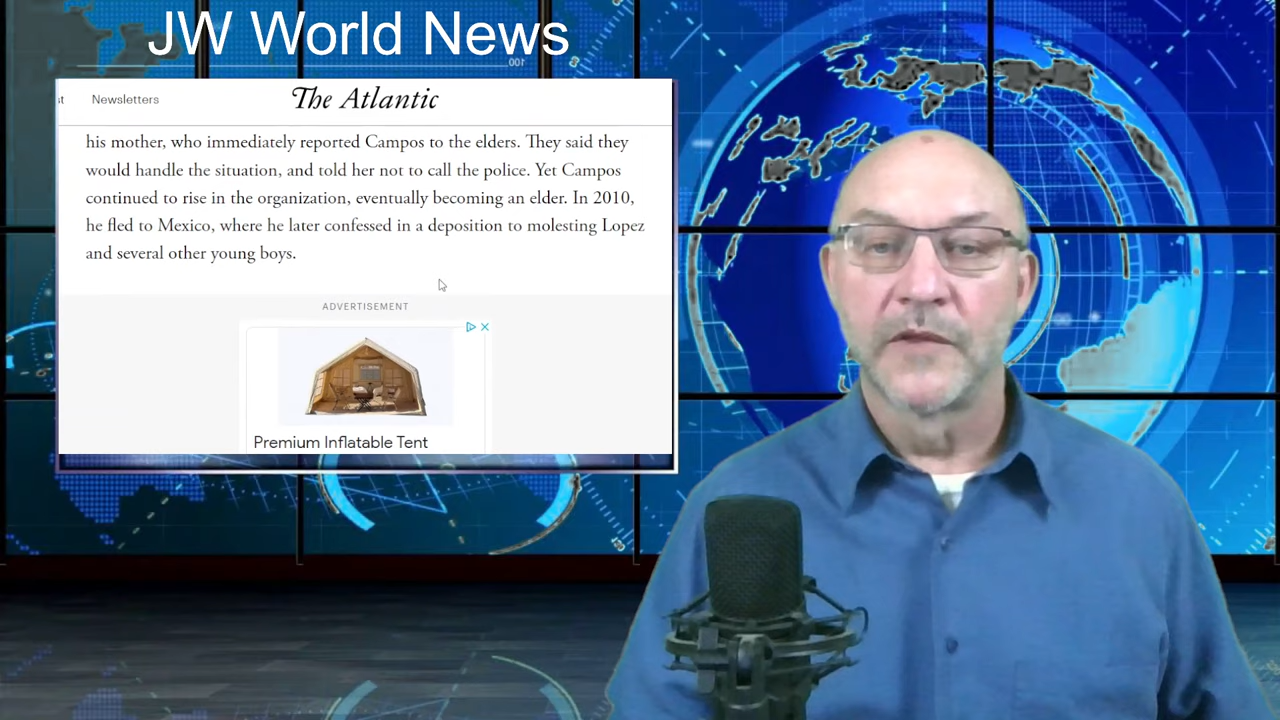 JW World News
001
st
Newsletters
The Atlantic
his mother, who immediately reported Campos to the elders. They said they
would handle the situation, and told her not to call the police. Yet Campos
continued to rise in the organization, eventually becoming an elder. In 2010,
he fled to Mexico, where he later confessed in a deposition to molesting Lopez
and several other young boys.
ADVERTISEMENT
Premium Inflatable Tent